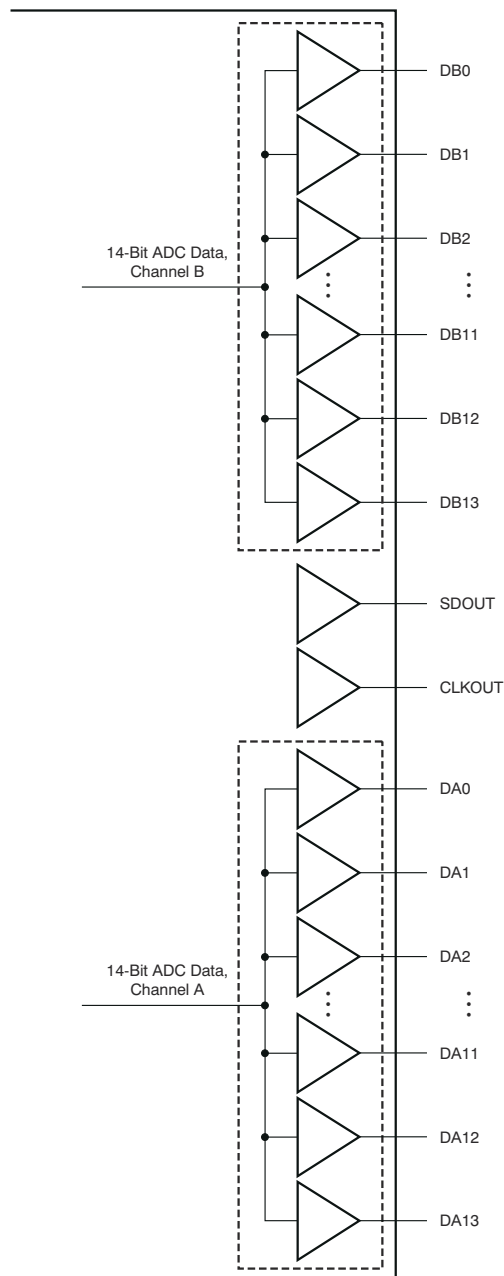 DB0
DB1
DB2
14-Bit ADC Data,
Channel B
DB11
DB12
DB13
SDOUT
CLKOUT
DA0
DA1
DA2
14-Bit ADC Data,
Channel A
DA11
DA12
DA13